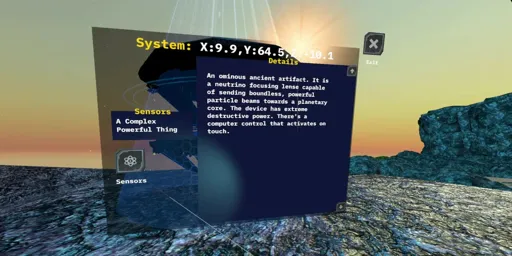 System: X:9.9,Y:64.5,
Details
Exit
An ominous ancient artifact. It is
a neutrino focusing lense capable
of sending boundless, powerful
particle beams towards a planetary
core. The device has extreme
destructive power. There's a
computer control that activates on
touch.
Sensors
A Complex
Powerful Thing
Sensors